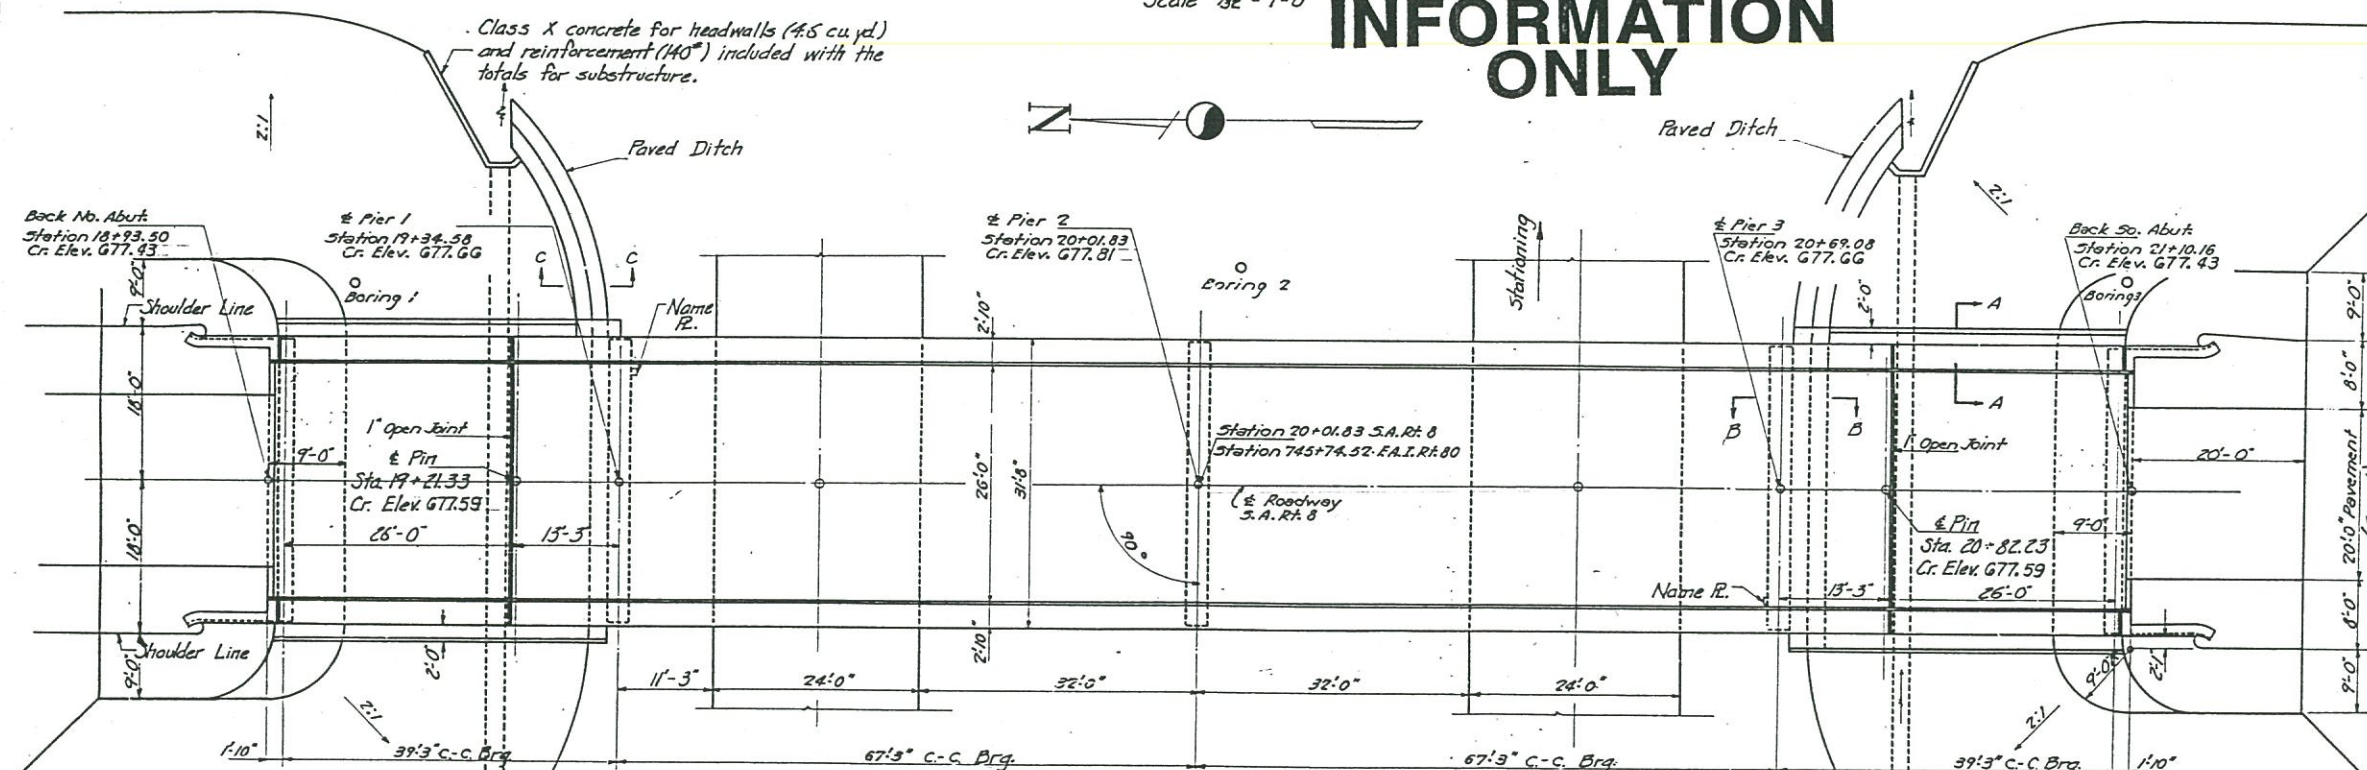 Scale 1/32" = 1'-0"
INFORMATION
ONLY
Class X concrete for headwalls (4.5 cu. yd.)
and reinforcement (140#) included with the
totals for substructure.
2:1
Paved Ditch
N
Paved Ditch
2:1
Back No. Abut.
Station 18+93.50
Cr. Elev. 677.43
℄ Pier 1
Station 19+34.58
Cr. Elev. 677.66
℄ Pier 2
Station 20+01.83
Cr. Elev. 677.81
Stationing
℄ Pier 3
Station 20+69.08
Cr. Elev. 677.66
Back So. Abut.
Station 21+10.16
Cr. Elev. 677.43
C
C
9'-0"
Boring 1
Boring 2
Boring 3
Shoulder Line
Name
Pl.
2'-10"
2'-0"
A
9'-0"
18'-0"
8'-0"
A
B
B
1" Open Joint
9'-0"
℄ Pin
Sta. 19+21.33
Cr. Elev. 677.59
26'-0"
13'-3"
26'-0"
31'-8"
Station 20+01.83 S.A.Rt. 8
Station 745+74.52 F.A.I. Rt. 80
℄ Roadway
S.A. Rt. 8
90°
1" Open Joint
20'-0"
20'-0" Pavement
℄ Pin
Sta. 20+82.23
Cr. Elev. 677.59
9'-0"
18'-0"
Name Pl.
13'-3"
26'-0"
8'-0"
Shoulder Line
9'-0"
2'-0"
2'-10"
9'-0"
2'-1"
9'-0"
11'-3"
24'-0"
32'-0"
32'-0"
24'-0"
2:1
2:1
1'-10"
39'-3" C.-C. Brg.
67'-3" C.-C. Brg.
67'-3" C.-C. Brg.
39'-3" C.-C. Brg.
1'-10"